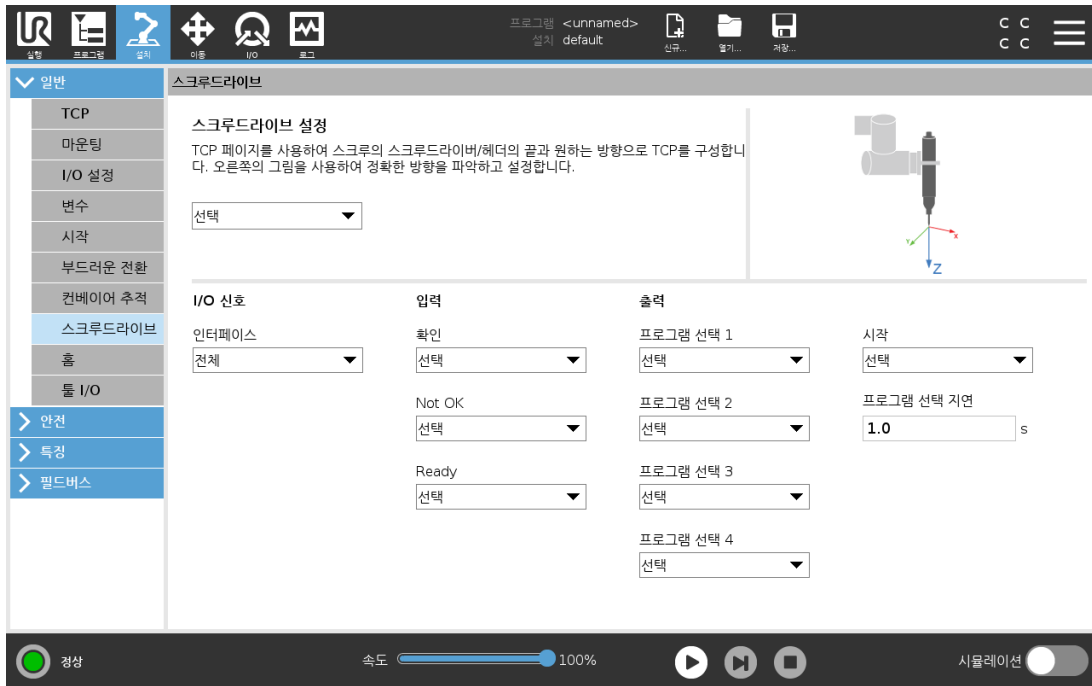 UR
실행
프로그램
설치
이동
I/O
로그
프로그램 <unnamed>
설치 default
신규...
열기...
저장...
C C
C C
일반
TCP
마운팅
I/O 설정
변수
시작
부드러운 전환
컨베이어 추적
스크루드라이브
홈
툴 I/O
안전
특징
필드버스
스크루드라이브
스크루드라이브 설정
TCP 페이지를 사용하여 스크루의 스크루드라이버/헤더의 끝과 원하는 방향으로 TCP를 구성합니
다. 오른쪽의 그림을 사용하여 정확한 방향을 파악하고 설정합니다.
선택
Y
X
Z
I/O 신호
입력
출력
인터페이스
확인
프로그램 선택 1
시작
전체
선택
선택
선택
Not OK
프로그램 선택 2
프로그램 선택 지연
선택
선택
1.0 s
Ready
프로그램 선택 3
선택
선택
프로그램 선택 4
선택
정상
속도
100%
시뮬레이션